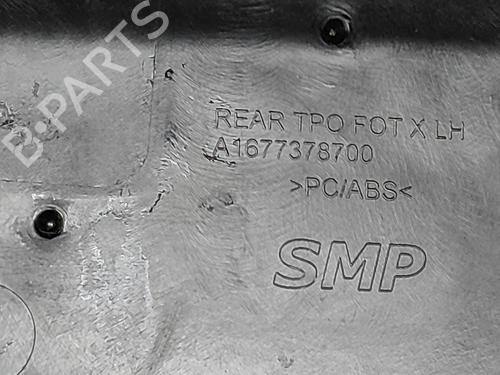 B-PARTS
REAR TPO FOT X LH
A1677378700
>PC/ABS<
SMP